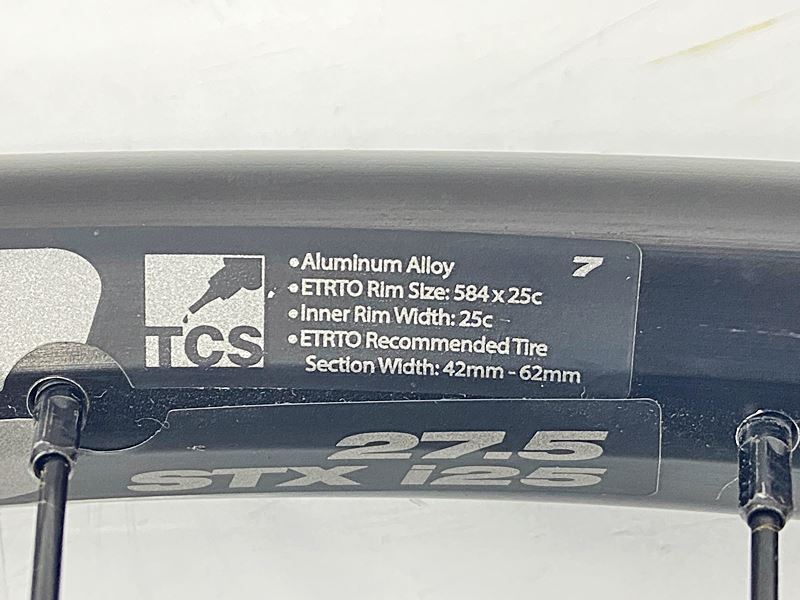 TCS
•Aluminum Alloy
•ETRTO Rim Size: 584 x 25c
•Inner Rim Width: 25c
•ETRTO Recommended Tire
Section Width: 42mm - 62mm
7
27.5
STX i25